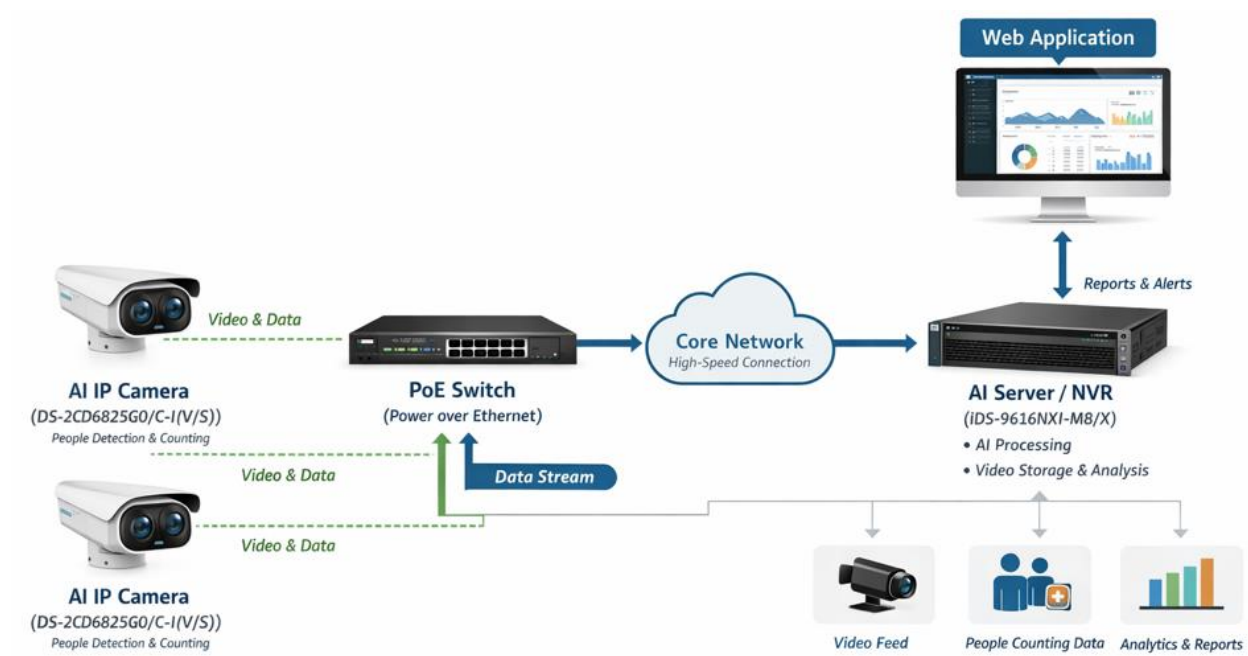 Web Application
Reports & Alerts
Video & Data
AI IP Camera
(DS-2CD6825G0/C-I(V/S))
People Detection & Counting
PoE Switch
(Power over Ethernet)
Core Network
High-Speed Connection
AI Server / NVR
(iDS-9616NXI-M8/X)
• AI Processing
• Video Storage & Analysis
Video & Data
Data Stream
Video & Data
AI IP Camera
(DS-2CD6825G0/C-I(V/S))
People Detection & Counting
Video Feed
People Counting Data
Analytics & Reports